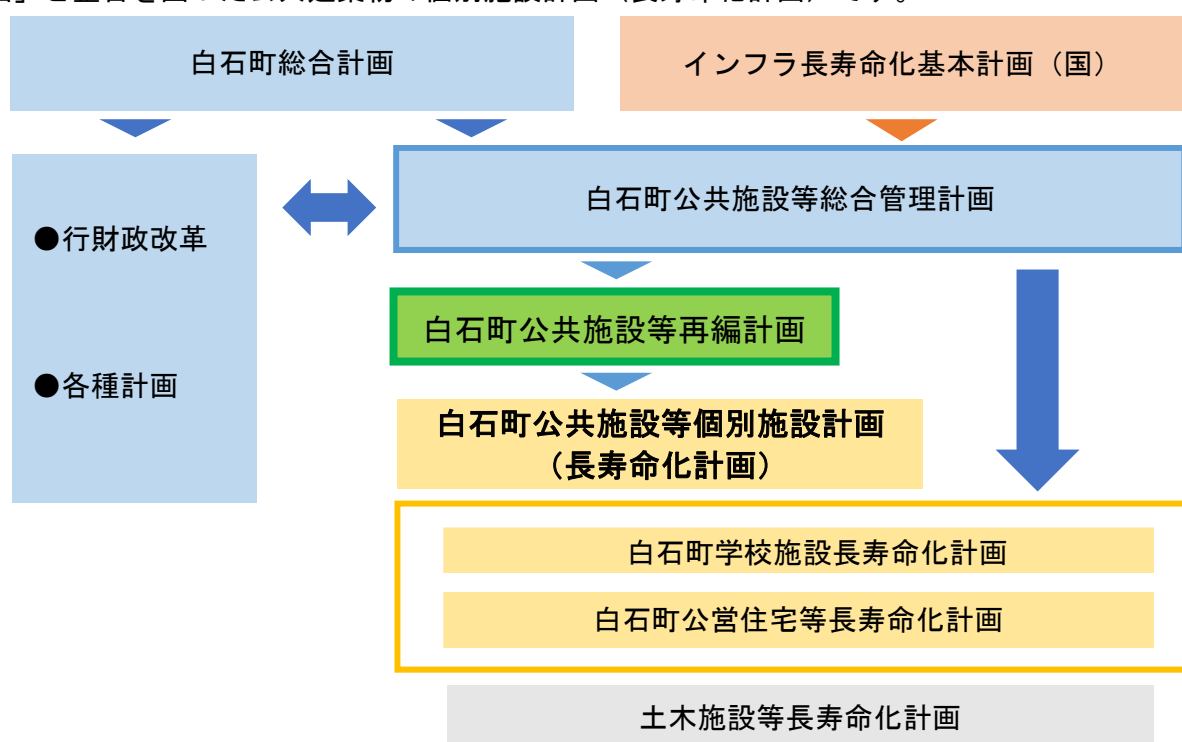 白石町総合計画
インフラ長寿命化基本計画（国）
白石町公共施設等総合管理計画
●行財政改革
白石町公共施設等再編計画
●各種計画
白石町公共施設等個別施設計画
（長寿命化計画）
白石町学校施設長寿命化計画
白石町公営住宅等長寿命化計画
土木施設等長寿命化計画